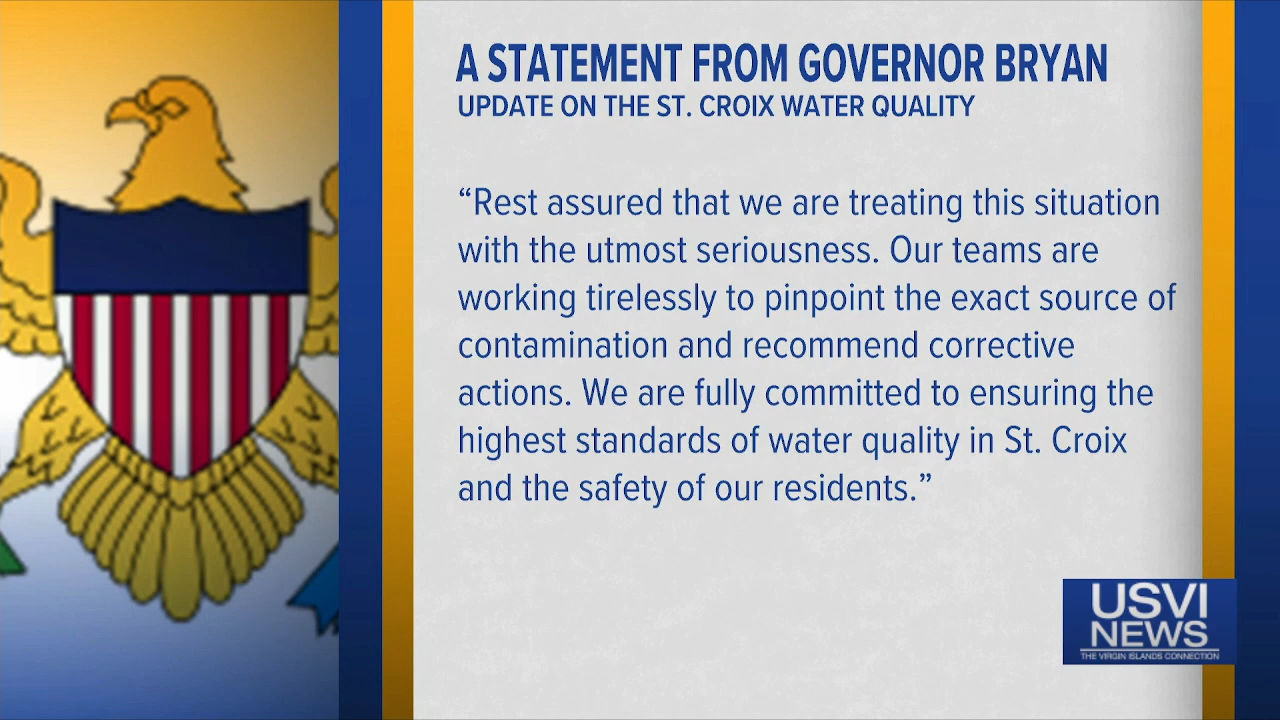 A STATEMENT FROM GOVERNOR BRYAN
UPDATE ON THE ST. CROIX WATER QUALITY
“Rest assured that we are treating this situation
with the utmost seriousness. Our teams are
working tirelessly to pinpoint the exact source of
contamination and recommend corrective
actions. We are fully committed to ensuring the
highest standards of water quality in St. Croix
and the safety of our residents.”
USVI
NEWS
THE VIRGIN ISLANDS CONNECTION